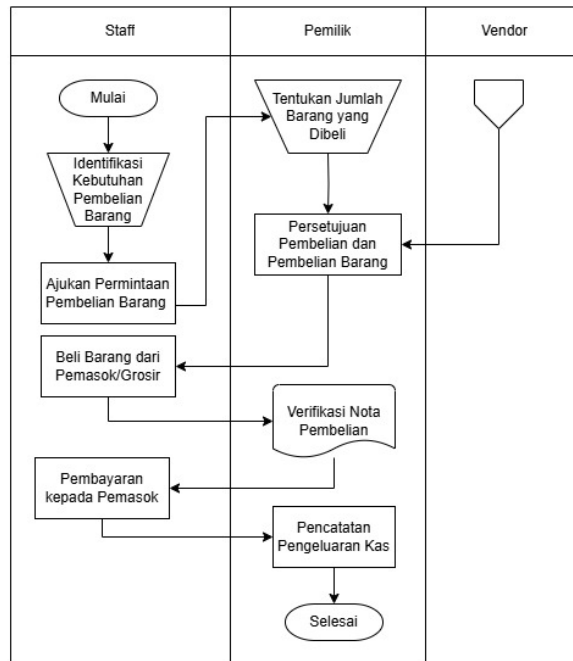 Staff
Pemilik
Vendor
Mulai
Tentukan Jumlah
Barang yang
Dibeli
Identifikasi
Kebutuhan
Pembelian
Barang
Persetujuan
Pembelian dan
Pembelian Barang
Ajukan Permintaan
Pembelian Barang
Beli Barang dari
Pemasok/Grosir
Verifikasi Nota
Pembelian
Pembayaran
kepada Pemasok
Pencatatan
Pengeluaran Kas
Selesai